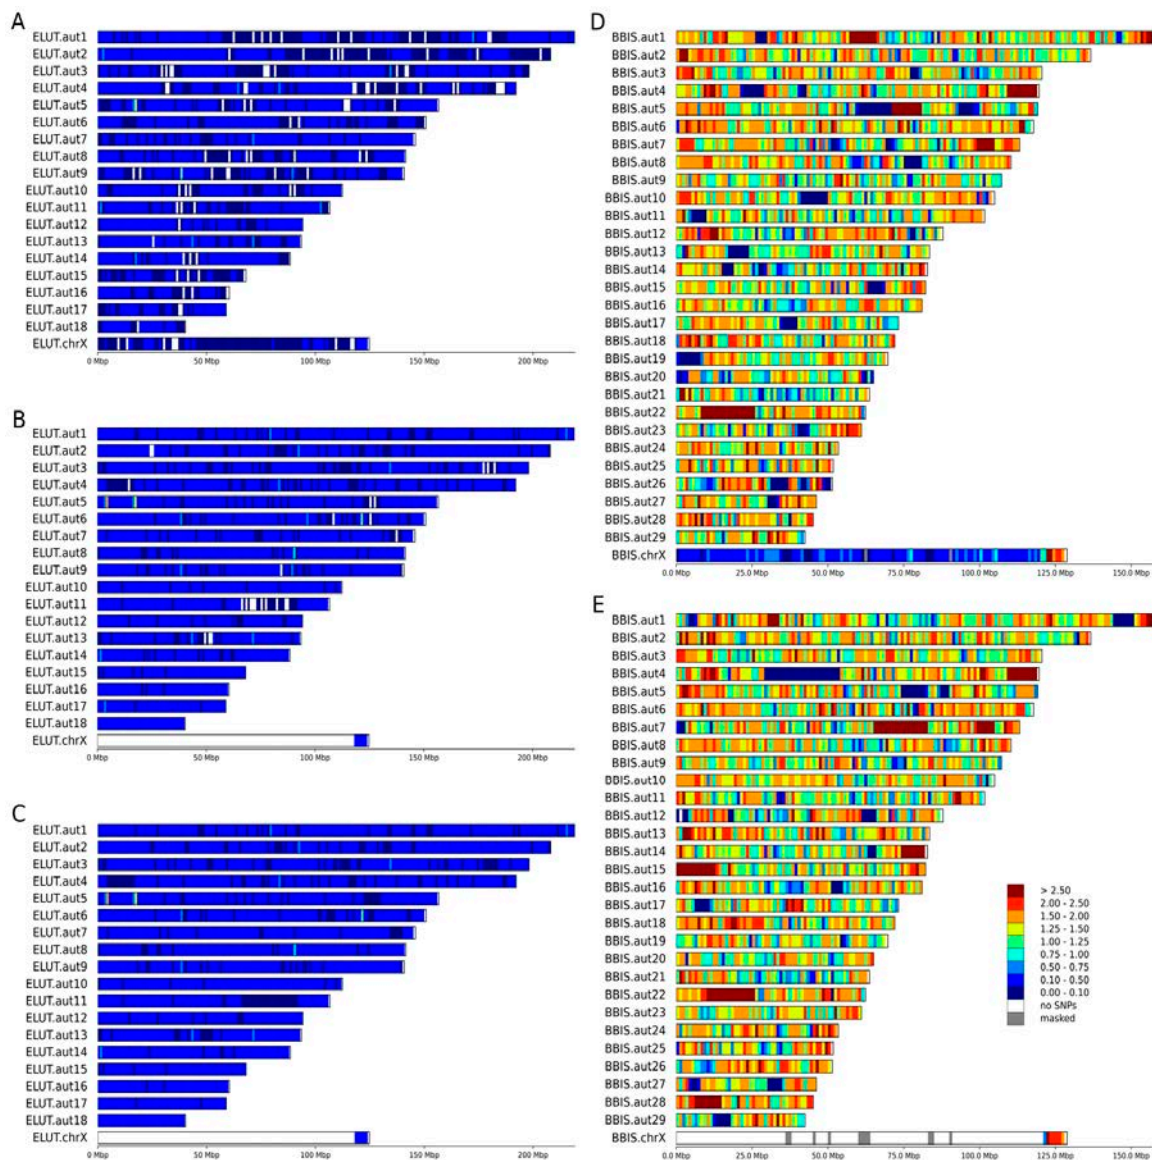 A
ELUT.aut1
ELUT.aut2
ELUT.aut3
ELUT.aut4
ELUT.aut5
ELUT.aut6
ELUT.aut7
ELUT.aut8
ELUT.aut9
ELUT.aut10
ELUT.aut11
ELUT.aut12
ELUT.aut13
ELUT.aut14
ELUT.aut15
ELUT.aut16
ELUT.aut17
ELUT.aut18
ELUT.chrX
0 Mbp 50 Mbp 100 Mbp 150 Mbp 200 Mbp
B
ELUT.aut1
ELUT.aut2
ELUT.aut3
ELUT.aut4
ELUT.aut5
ELUT.aut6
ELUT.aut7
ELUT.aut8
ELUT.aut9
ELUT.aut10
ELUT.aut11
ELUT.aut12
ELUT.aut13
ELUT.aut14
ELUT.aut15
ELUT.aut16
ELUT.aut17
ELUT.aut18
ELUT.chrX
0 Mbp 50 Mbp 100 Mbp 150 Mbp 200 Mbp
C
ELUT.aut1
ELUT.aut2
ELUT.aut3
ELUT.aut4
ELUT.aut5
ELUT.aut6
ELUT.aut7
ELUT.aut8
ELUT.aut9
ELUT.aut10
ELUT.aut11
ELUT.aut12
ELUT.aut13
ELUT.aut14
ELUT.aut15
ELUT.aut16
ELUT.aut17
ELUT.aut18
ELUT.chrX
0 Mbp 50 Mbp 100 Mbp 150 Mbp 200 Mbp
D
BBIS.aut1
BBIS.aut2
BBIS.aut3
BBIS.aut4
BBIS.aut5
BBIS.aut6
BBIS.aut7
BBIS.aut8
BBIS.aut9
BBIS.aut10
BBIS.aut11
BBIS.aut12
BBIS.aut13
BBIS.aut14
BBIS.aut15
BBIS.aut16
BBIS.aut17
BBIS.aut18
BBIS.aut19
BBIS.aut20
BBIS.aut21
BBIS.aut22
BBIS.aut23
BBIS.aut24
BBIS.aut25
BBIS.aut26
BBIS.aut27
BBIS.aut28
BBIS.aut29
BBIS.chrX
0.0 Mbp 25.0 Mbp 50.0 Mbp 75.0 Mbp 100.0 Mbp 125.0 Mbp 150.0 Mbp
E
BBIS.aut1
BBIS.aut2
BBIS.aut3
BBIS.aut4
BBIS.aut5
BBIS.aut6
BBIS.aut7
BBIS.aut8
BBIS.aut9
BBIS.aut10
BBIS.aut11
BBIS.aut12
BBIS.aut13
BBIS.aut14
BBIS.aut15
BBIS.aut16
BBIS.aut17
BBIS.aut18
BBIS.aut19
BBIS.aut20
BBIS.aut21
BBIS.aut22
BBIS.aut23
BBIS.aut24
BBIS.aut25
BBIS.aut26
BBIS.aut27
BBIS.aut28
BBIS.aut29
BBIS.chrX
0.0 Mbp 25.0 Mbp 50.0 Mbp 75.0 Mbp 100.0 Mbp 125.0 Mbp 150.0 Mbp
> 2.50
2.00 - 2.50
1.50 - 2.00
1.25 - 1.50
1.00 - 1.25
0.75 - 1.00
0.50 - 0.75
0.10 - 0.50
0.00 - 0.10
no SNPs
masked